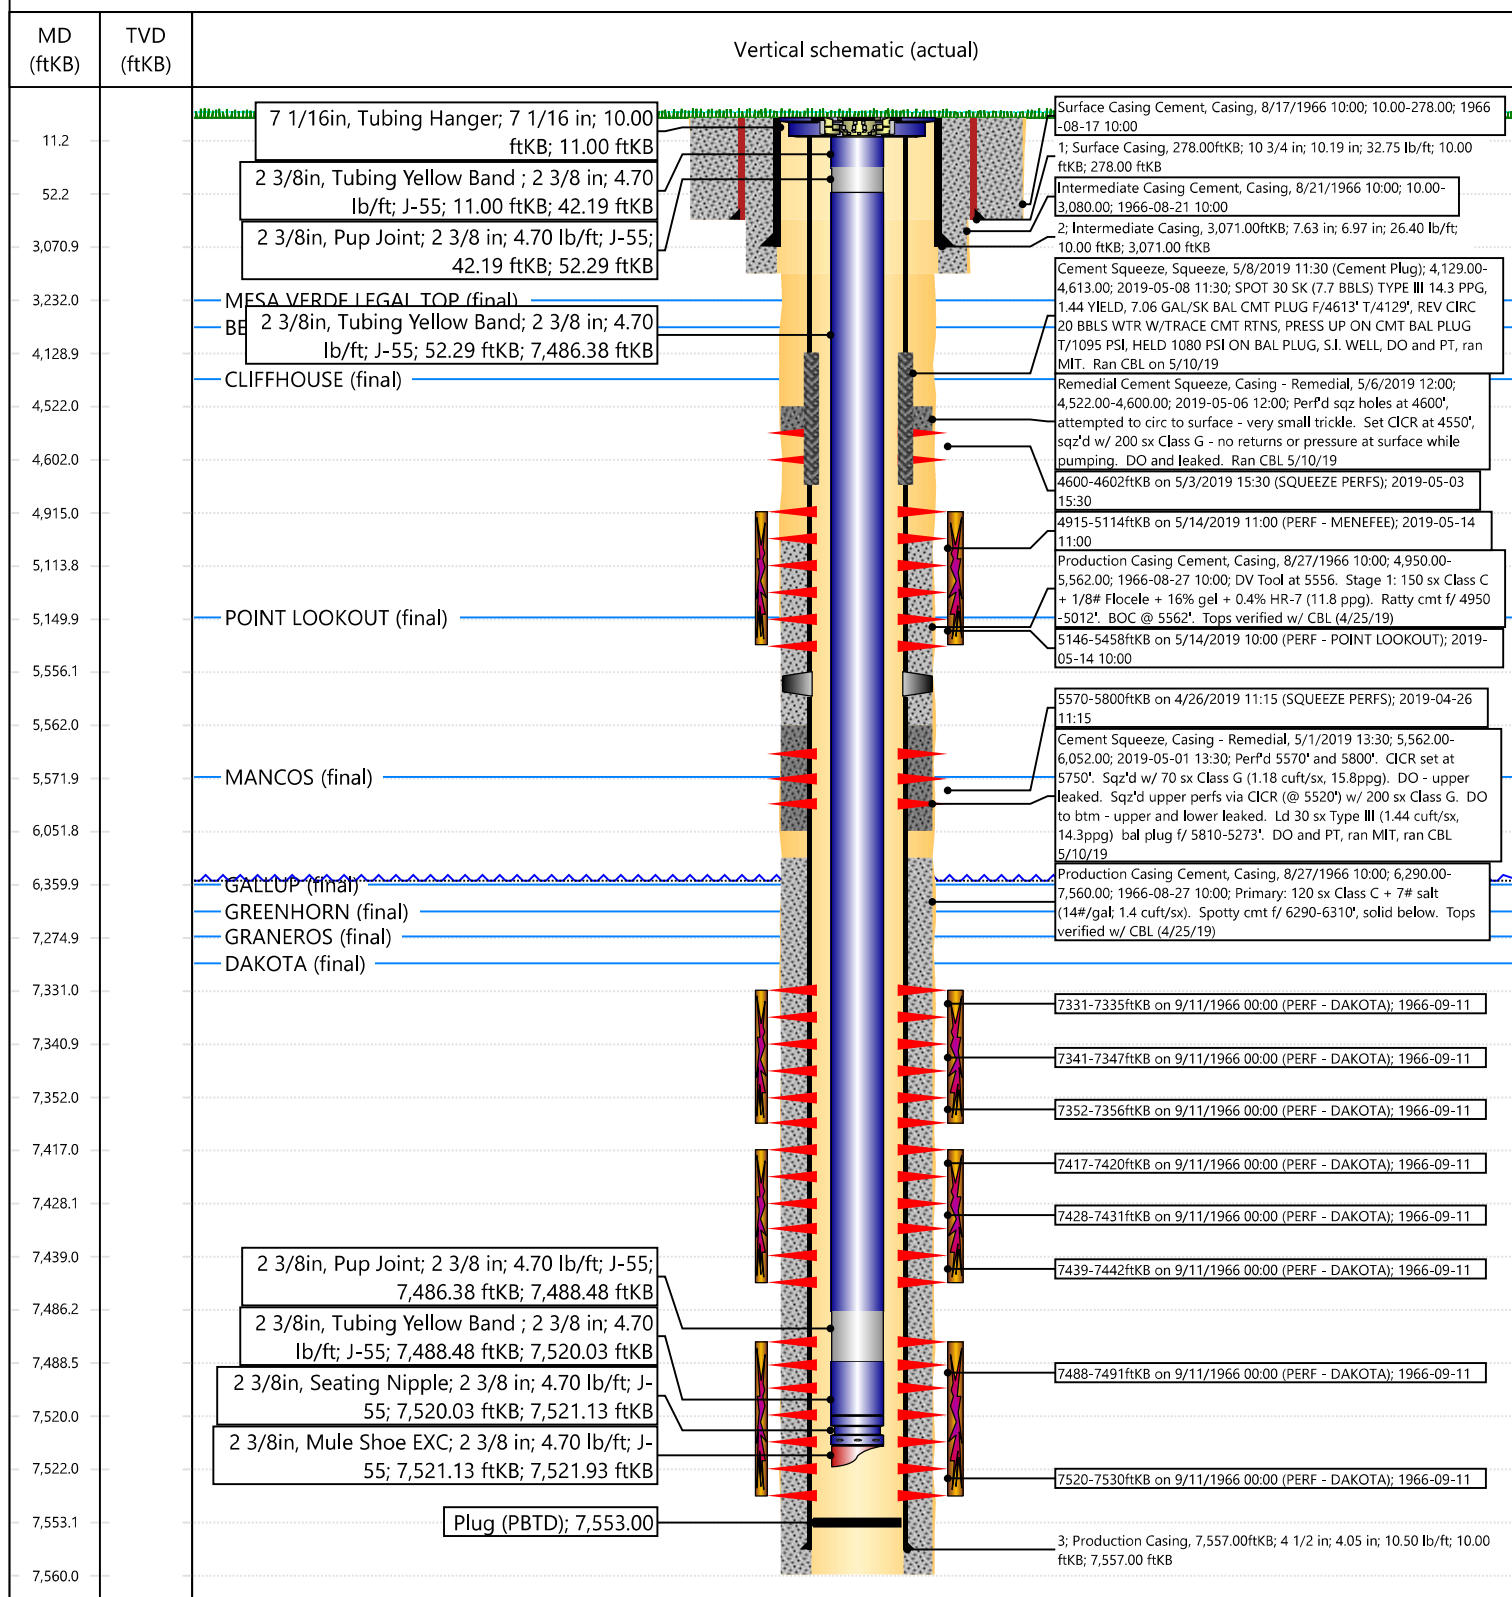 MD
(ftKB)
TVD
(ftKB)
Vertical schematic (actual)
11.2
52.2
3,070.9
3,232.0
4,128.9
4,522.0
4,602.0
4,915.0
5,113.8
5,149.9
5,556.1
5,562.0
5,571.9
6,051.8
6,359.9
7,274.9
7,331.0
7,340.9
7,352.0
7,417.0
7,428.1
7,439.0
7,486.2
7,488.5
7,520.0
7,522.0
7,553.1
7,560.0
7 1/16in, Tubing Hanger; 7 1/16 in; 10.00
ftKB; 11.00 ftKB
2 3/8in, Tubing Yellow Band ; 2 3/8 in; 4.70
lb/ft; J-55; 11.00 ftKB; 42.19 ftKB
2 3/8in, Pup Joint; 2 3/8 in; 4.70 lb/ft; J-55;
42.19 ftKB; 52.29 ftKB
MESA VERDE LEGAL TOP (final)
BE
2 3/8in, Tubing Yellow Band; 2 3/8 in; 4.70
lb/ft; J-55; 52.29 ftKB; 7,486.38 ftKB
CLIFFHOUSE (final)
POINT LOOKOUT (final)
MANCOS (final)
GALLUP (final)
GREENHORN (final)
GRANEROS (final)
DAKOTA (final)
2 3/8in, Pup Joint; 2 3/8 in; 4.70 lb/ft; J-55;
7,486.38 ftKB; 7,488.48 ftKB
2 3/8in, Tubing Yellow Band ; 2 3/8 in; 4.70
lb/ft; J-55; 7,488.48 ftKB; 7,520.03 ftKB
2 3/8in, Seating Nipple; 2 3/8 in; 4.70 lb/ft; J-
55; 7,520.03 ftKB; 7,521.13 ftKB
2 3/8in, Mule Shoe EXC; 2 3/8 in; 4.70 lb/ft; J-
55; 7,521.13 ftKB; 7,521.93 ftKB
Plug (PBTD); 7,553.00
Surface Casing Cement, Casing, 8/17/1966 10:00; 10.00-278.00; 1966
-08-17 10:00
1; Surface Casing, 278.00ftKB; 10 3/4 in; 10.19 in; 32.75 lb/ft; 10.00
ftKB; 278.00 ftKB
Intermediate Casing Cement, Casing, 8/21/1966 10:00; 10.00-
3,080.00; 1966-08-21 10:00
2; Intermediate Casing, 3,071.00ftKB; 7.63 in; 6.97 in; 26.40 lb/ft;
10.00 ftKB; 3,071.00 ftKB
Cement Squeeze, Squeeze, 5/8/2019 11:30 (Cement Plug); 4,129.00-
4,613.00; 2019-05-08 11:30; SPOT 30 SK (7.7 BBLS) TYPE III 14.3 PPG,
1.44 YIELD, 7.06 GAL/SK BAL CMT PLUG F/4613' T/4129', REV CIRC
20 BBLS WTR W/TRACE CMT RTNS, PRESS UP ON CMT BAL PLUG
T/1095 PSI, HELD 1080 PSI ON BAL PLUG, S.I. WELL, DO and PT, ran
MIT.  Ran CBL on 5/10/19
Remedial Cement Squeeze, Casing - Remedial, 5/6/2019 12:00;
4,522.00-4,600.00; 2019-05-06 12:00; Perf'd sqz holes at 4600',
attempted to circ to surface - very small trickle.  Set CICR at 4550',
sqz'd w/ 200 sx Class G - no returns or pressure at surface while
pumping.  DO and leaked.  Ran CBL 5/10/19
4600-4602ftKB on 5/3/2019 15:30 (SQUEEZE PERFS); 2019-05-03
15:30
4915-5114ftKB on 5/14/2019 11:00 (PERF - MENEFEE); 2019-05-14
11:00
Production Casing Cement, Casing, 8/27/1966 10:00; 4,950.00-
5,562.00; 1966-08-27 10:00; DV Tool at 5556.  Stage 1: 150 sx Class C
+ 1/8# Flocele + 16% gel + 0.4% HR-7 (11.8 ppg).  Ratty cmt f/ 4950
-5012'.  BOC @ 5562'.  Tops verified w/ CBL (4/25/19)
5146-5458ftKB on 5/14/2019 10:00 (PERF - POINT LOOKOUT); 2019-
05-14 10:00
5570-5800ftKB on 4/26/2019 11:15 (SQUEEZE PERFS); 2019-04-26
11:15
Cement Squeeze, Casing - Remedial, 5/1/2019 13:30; 5,562.00-
6,052.00; 2019-05-01 13:30; Perf'd 5570' and 5800'.  CICR set at
5750'.  Sqz'd w/ 70 sx Class G (1.18 cuft/sx, 15.8ppg).  DO - upper
leaked.  Sqz'd upper perfs via CICR (@ 5520') w/ 200 sx Class G.  DO
to btm - upper and lower leaked.  Ld 30 sx Type III (1.44 cuft/sx,
14.3ppg)  bal plug f/ 5810-5273'.  DO and PT, ran MIT, ran CBL
5/10/19
Production Casing Cement, Casing, 8/27/1966 10:00; 6,290.00-
7,560.00; 1966-08-27 10:00; Primary: 120 sx Class C + 7# salt
(14#/gal; 1.4 cuft/sx).  Spotty cmt f/ 6290-6310', solid below.  Tops
verified w/ CBL (4/25/19)
7331-7335ftKB on 9/11/1966 00:00 (PERF - DAKOTA); 1966-09-11
7341-7347ftKB on 9/11/1966 00:00 (PERF - DAKOTA); 1966-09-11
7352-7356ftKB on 9/11/1966 00:00 (PERF - DAKOTA); 1966-09-11
7417-7420ftKB on 9/11/1966 00:00 (PERF - DAKOTA); 1966-09-11
7428-7431ftKB on 9/11/1966 00:00 (PERF - DAKOTA); 1966-09-11
7439-7442ftKB on 9/11/1966 00:00 (PERF - DAKOTA); 1966-09-11
7488-7491ftKB on 9/11/1966 00:00 (PERF - DAKOTA); 1966-09-11
7520-7530ftKB on 9/11/1966 00:00 (PERF - DAKOTA); 1966-09-11
3; Production Casing, 7,557.00ftKB; 4 1/2 in; 4.05 in; 10.50 lb/ft; 10.00
ftKB; 7,557.00 ftKB